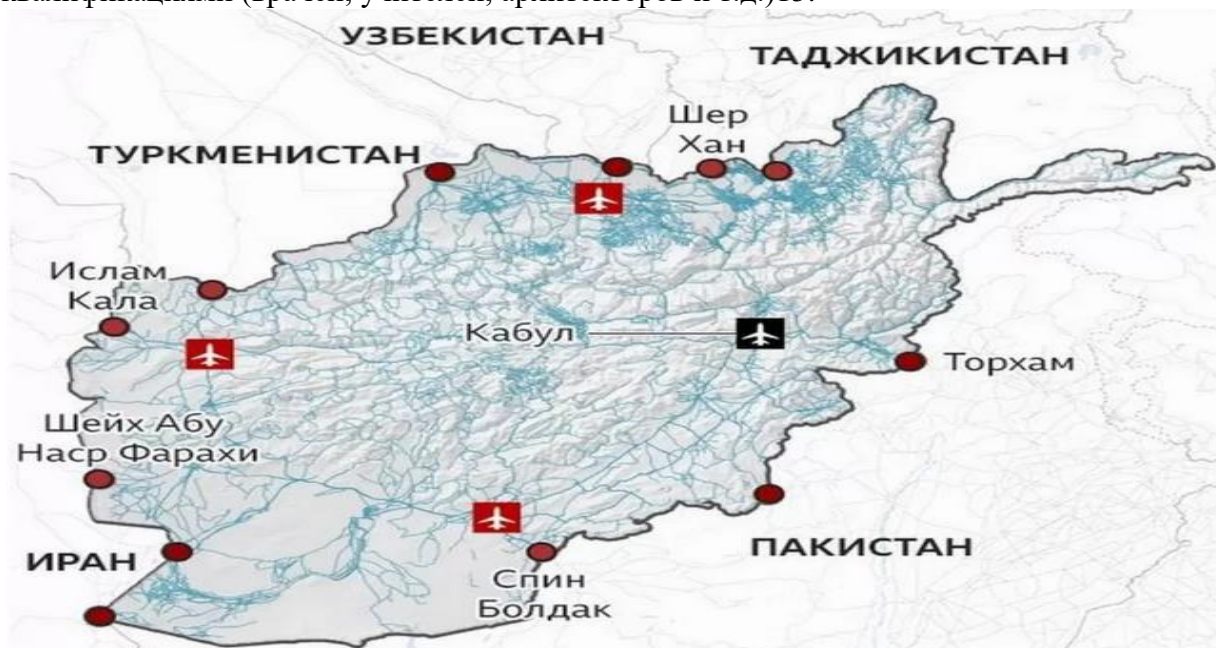 УЗБЕКИСТАН
ТАДЖИКИСТАН
Шер
Хан
ТУРКМЕНИСТАН
Ислам
Кала
Кабул
Торхам
Шейх Абу
Наср Фарахи
ИРАН
ПАКИСТАН
Спин
Болдак